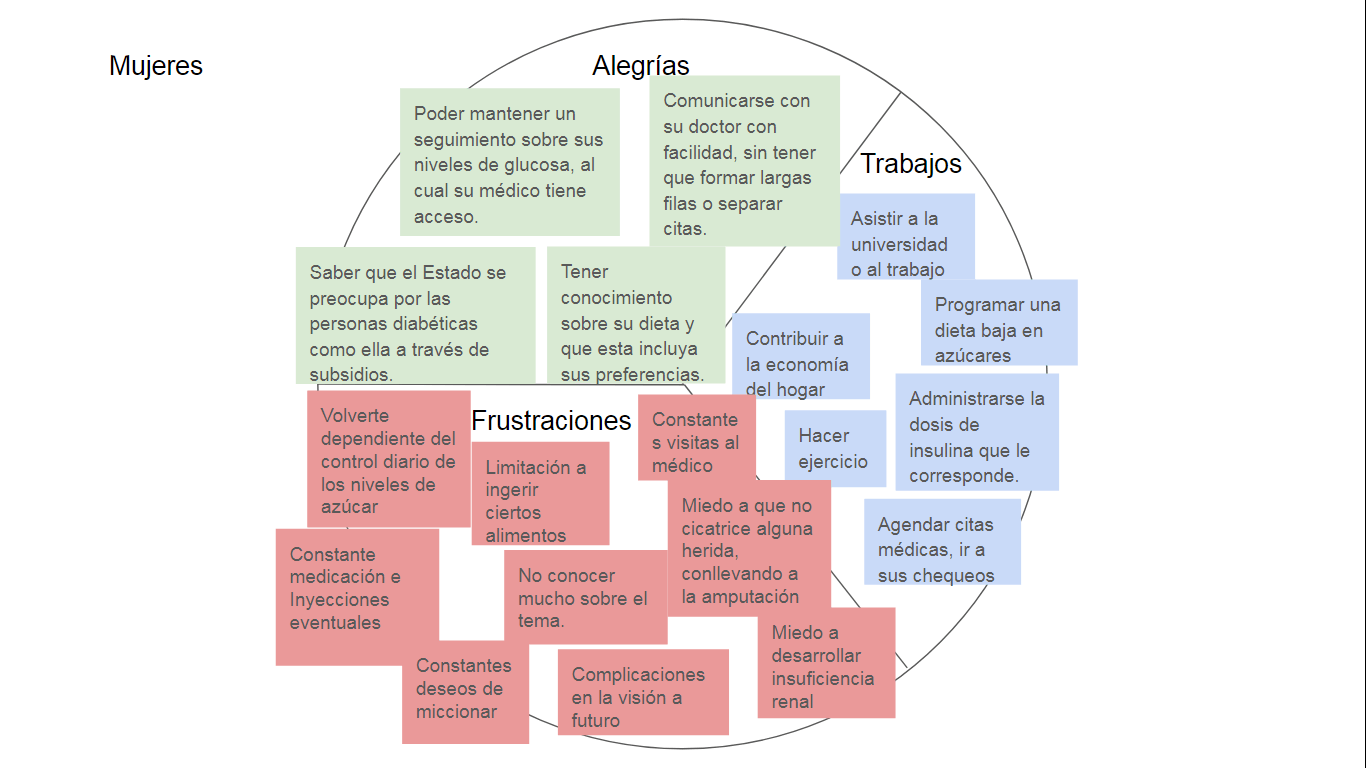 Mujeres
Alegrías
Poder mantener un
seguimiento sobre sus
niveles de glucosa, al
cual su médico tiene
acceso.
Comunicarse con
su doctor con
facilidad, sin tener
que formar largas
filas o separar
citas.
Saber que el Estado se
preocupa por las
personas diabéticas
como ella a través de
subsidios.
Tener
conocimiento
sobre su dieta y
que esta incluya
sus preferencias.
Trabajos
Asistir a la
universidad
o al trabajo
Programar una
dieta baja en
azúcares
Contribuir a
la economía
del hogar
Administrarse la
dosis de
insulina que le
corresponde.
Hacer
ejercicio
Agendar citas
médicas, ir a
sus chequeos
Frustraciones
Volverte
dependiente del
control diario de
los niveles de
azúcar
Limitación a
ingerir
ciertos
alimentos
Constante
s visitas al
médico
Miedo a que no
cicatrice alguna
herida,
conllevando a
la amputación
Constante
medicación e
Inyecciones
eventuales
No conocer
mucho sobre el
tema.
Miedo a
desarrollar
insuficiencia
renal
Constantes
deseos de
miccionar
Complicaciones
en la visión a
futuro